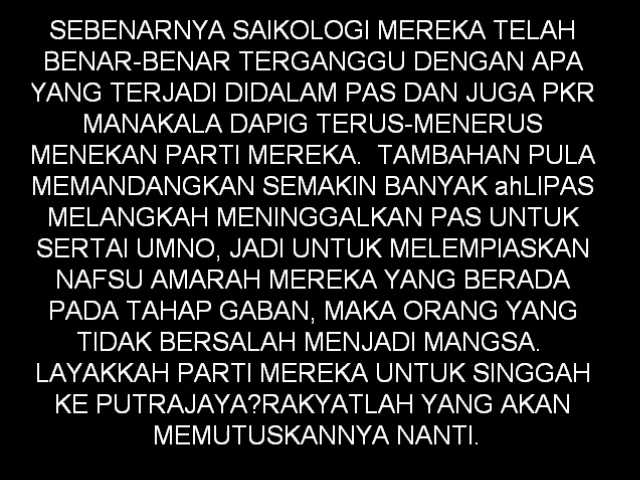 SEBENARNYA SAIKOLOGI MEREKA TELAH
BENAR-BENAR TERGANGGU DENGAN APA
YANG TERJADI DIDALAM PAS DAN JUGA PKR
MANAKALA DAPIG TERUS-MENERUS
MENEKAN PARTI MEREKA.  TAMBAHAN PULA
MEMANDANGKAN SEMAKIN BANYAK ahLIPAS
MELANGKAH MENINGGALKAN PAS UNTUK
SERTAI UMNO, JADI UNTUK MELEMPIASKAN
NAFSU AMARAH MEREKA YANG BERADA
PADA TAHAP GABAN, MAKA ORANG YANG
TIDAK BERSALAH MENJADI MANGSA.
LAYAKKAH PARTI MEREKA UNTUK SINGGAH
KE PUTRAJAYA?RAKYATLAH YANG AKAN
MEMUTUSKANNYA NANTI.